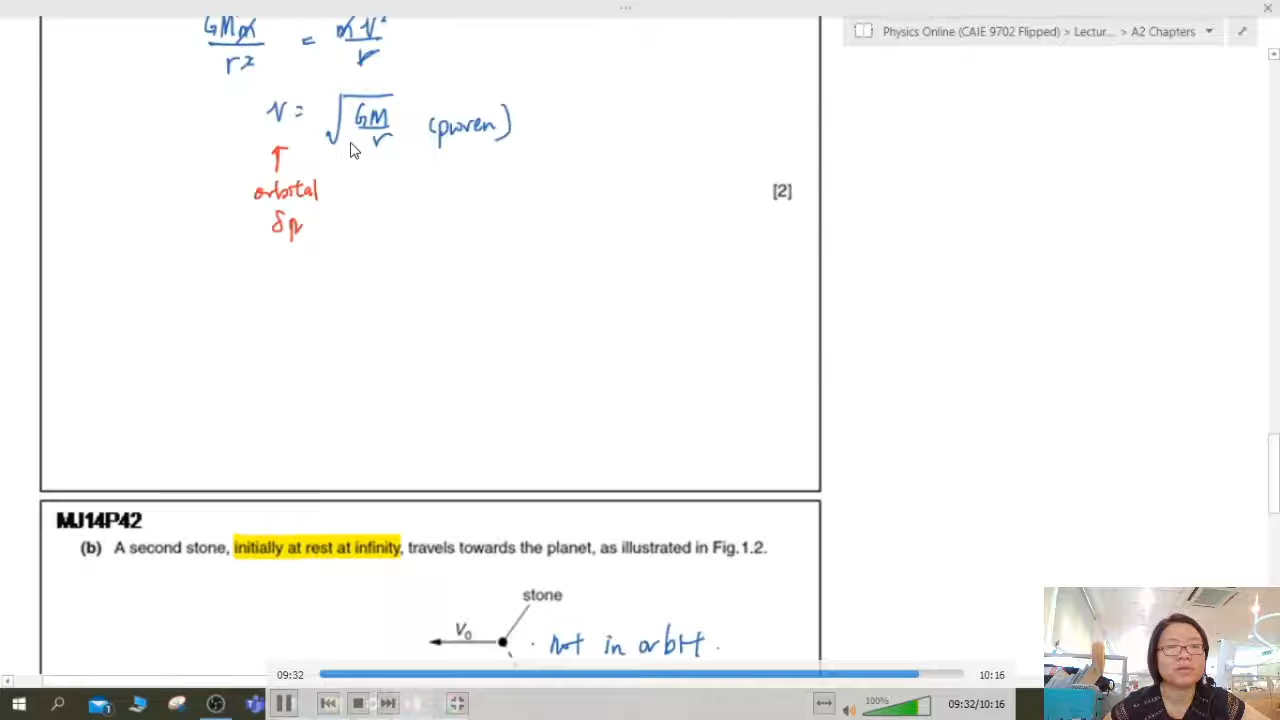 Physics Online (CAIE 9702 Flipped) > Lectur... > A2 Chapters
GMm / r² = mv² / r
v = √(GM / r) (proven)
orbital
sp
[2]
MJ14P42
(b) A second stone, initially at rest at infinity, travels towards the planet, as illustrated in Fig.1.2.
stone
V₀
· not in orbit.
09:32
10:16
100%
09:32/10:16